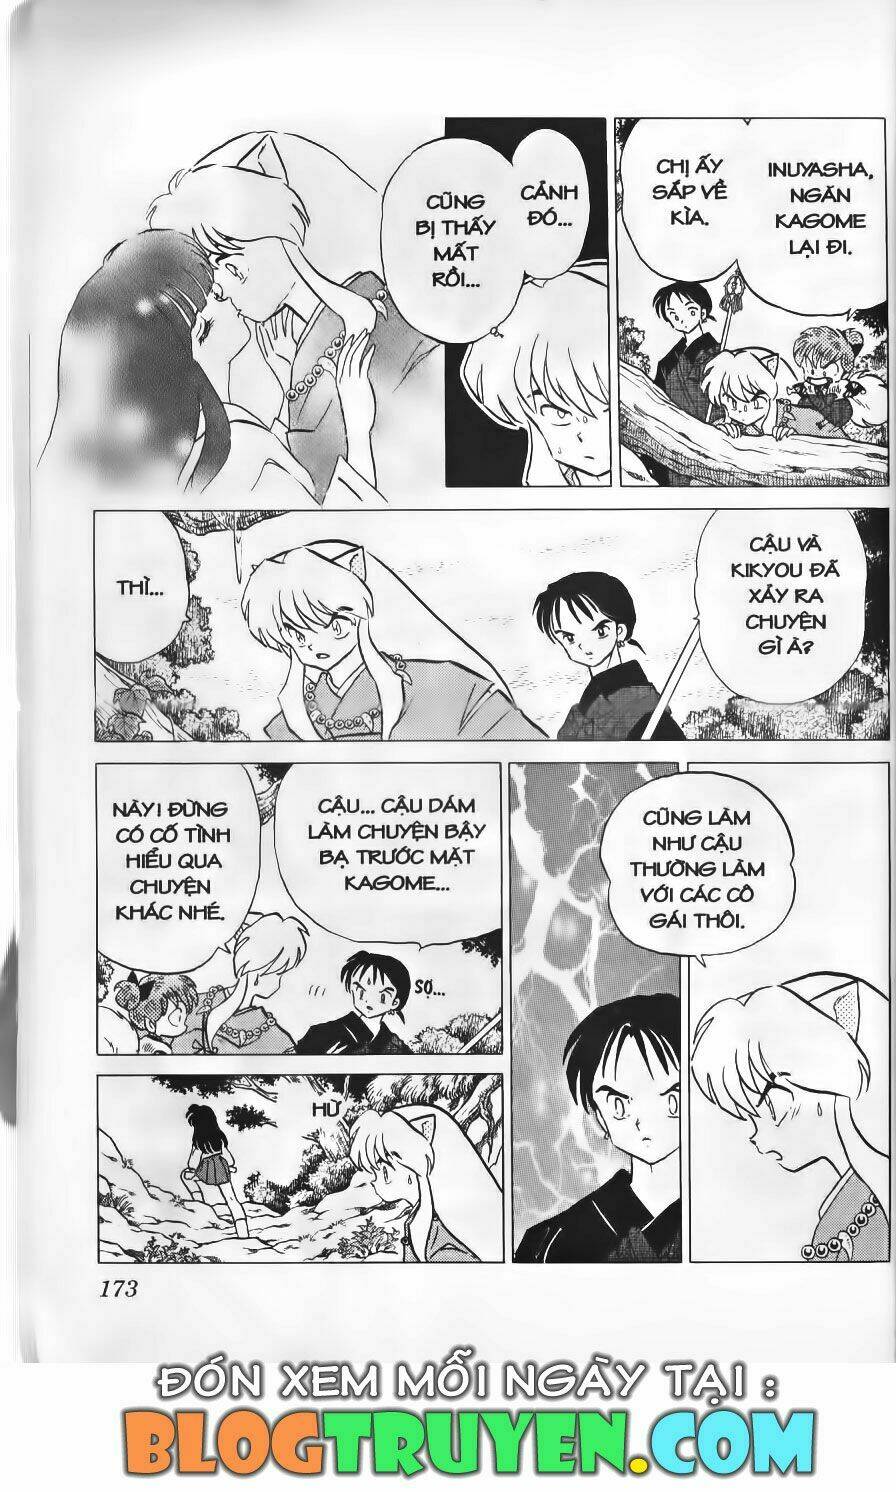 INUYASHA,
NGĂN
KAGOME
LẠI ĐI.
CHỊ ẤY
SẮP VỀ
KÌA.
CẢNH
ĐÓ...
CŨNG
BỊ THẤY
MẤT
RỒI...
CẬU VÀ
KIKYOU ĐÃ
XẢY RA
CHUYỆN
GÌ À?
THÌ...
CŨNG LÀM
NHƯ CẬU
THƯỜNG LÀM
VỚI CÁC CÔ
GÁI THÔI.
CẬU... CẬU DÁM
LÀM CHUYỆN BẬY
BẠ TRƯỚC MẶT
KAGOME...
NÀY! ĐỪNG
CÓ CỐ TÌNH
HIỂU QUA
CHUYỆN
KHÁC NHÉ.
SỢ...
HỪ
173
ĐÓN XEM MỖI NGÀY TẠI :
BLOGTRUYEN.COM